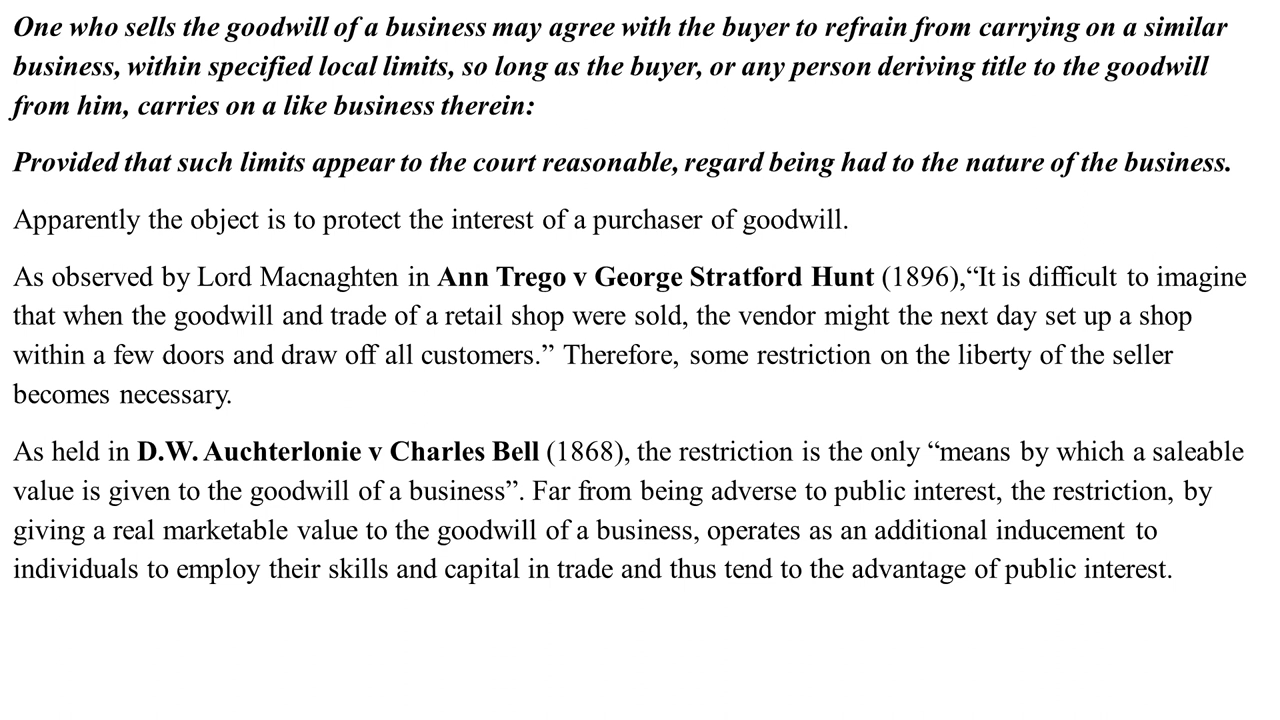 One who sells the goodwill of a business may agree with the buyer to refrain from carrying on a similar
business, within specified local limits, so long as the buyer, or any person deriving title to the goodwill
from him, carries on a like business therein:
Provided that such limits appear to the court reasonable, regard being had to the nature of the business.
Apparently the object is to protect the interest of a purchaser of goodwill.
As observed by Lord Macnaghten in Ann Trego v George Stratford Hunt (1896),“It is difficult to imagine
that when the goodwill and trade of a retail shop were sold, the vendor might the next day set up a shop
within a few doors and draw off all customers.” Therefore, some restriction on the liberty of the seller
becomes necessary.
As held in D.W. Auchterlonie v Charles Bell (1868), the restriction is the only “means by which a saleable
value is given to the goodwill of a business”. Far from being adverse to public interest, the restriction, by
giving a real marketable value to the goodwill of a business, operates as an additional inducement to
individuals to employ their skills and capital in trade and thus tend to the advantage of public interest.